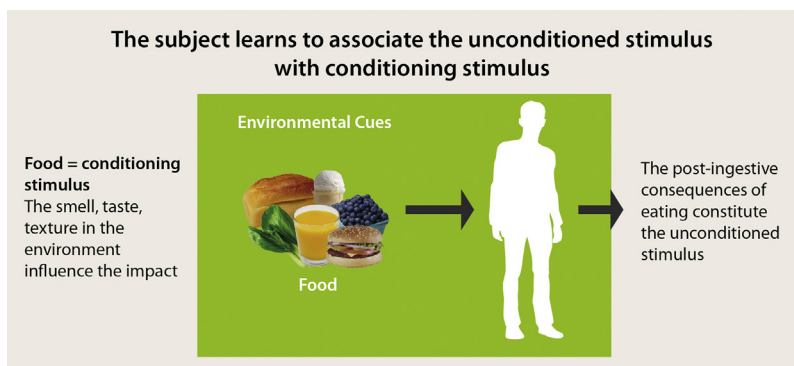 The subject learns to associate the unconditioned stimulus
with conditioning stimulus
Environmental Cues
Food = conditioning
stimulus
The smell, taste,
texture in the
environment
influence the impact
Food
The post-ingestive
consequences of
eating constitute
the unconditioned
stimulus